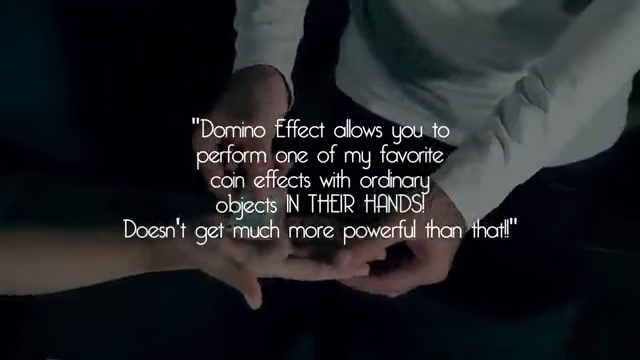 "Domino Effect allows you to
perform one of my favorite
coin effects with ordinary
objects IN THEIR HANDS!
Doesn't get much more powerful than that!!"